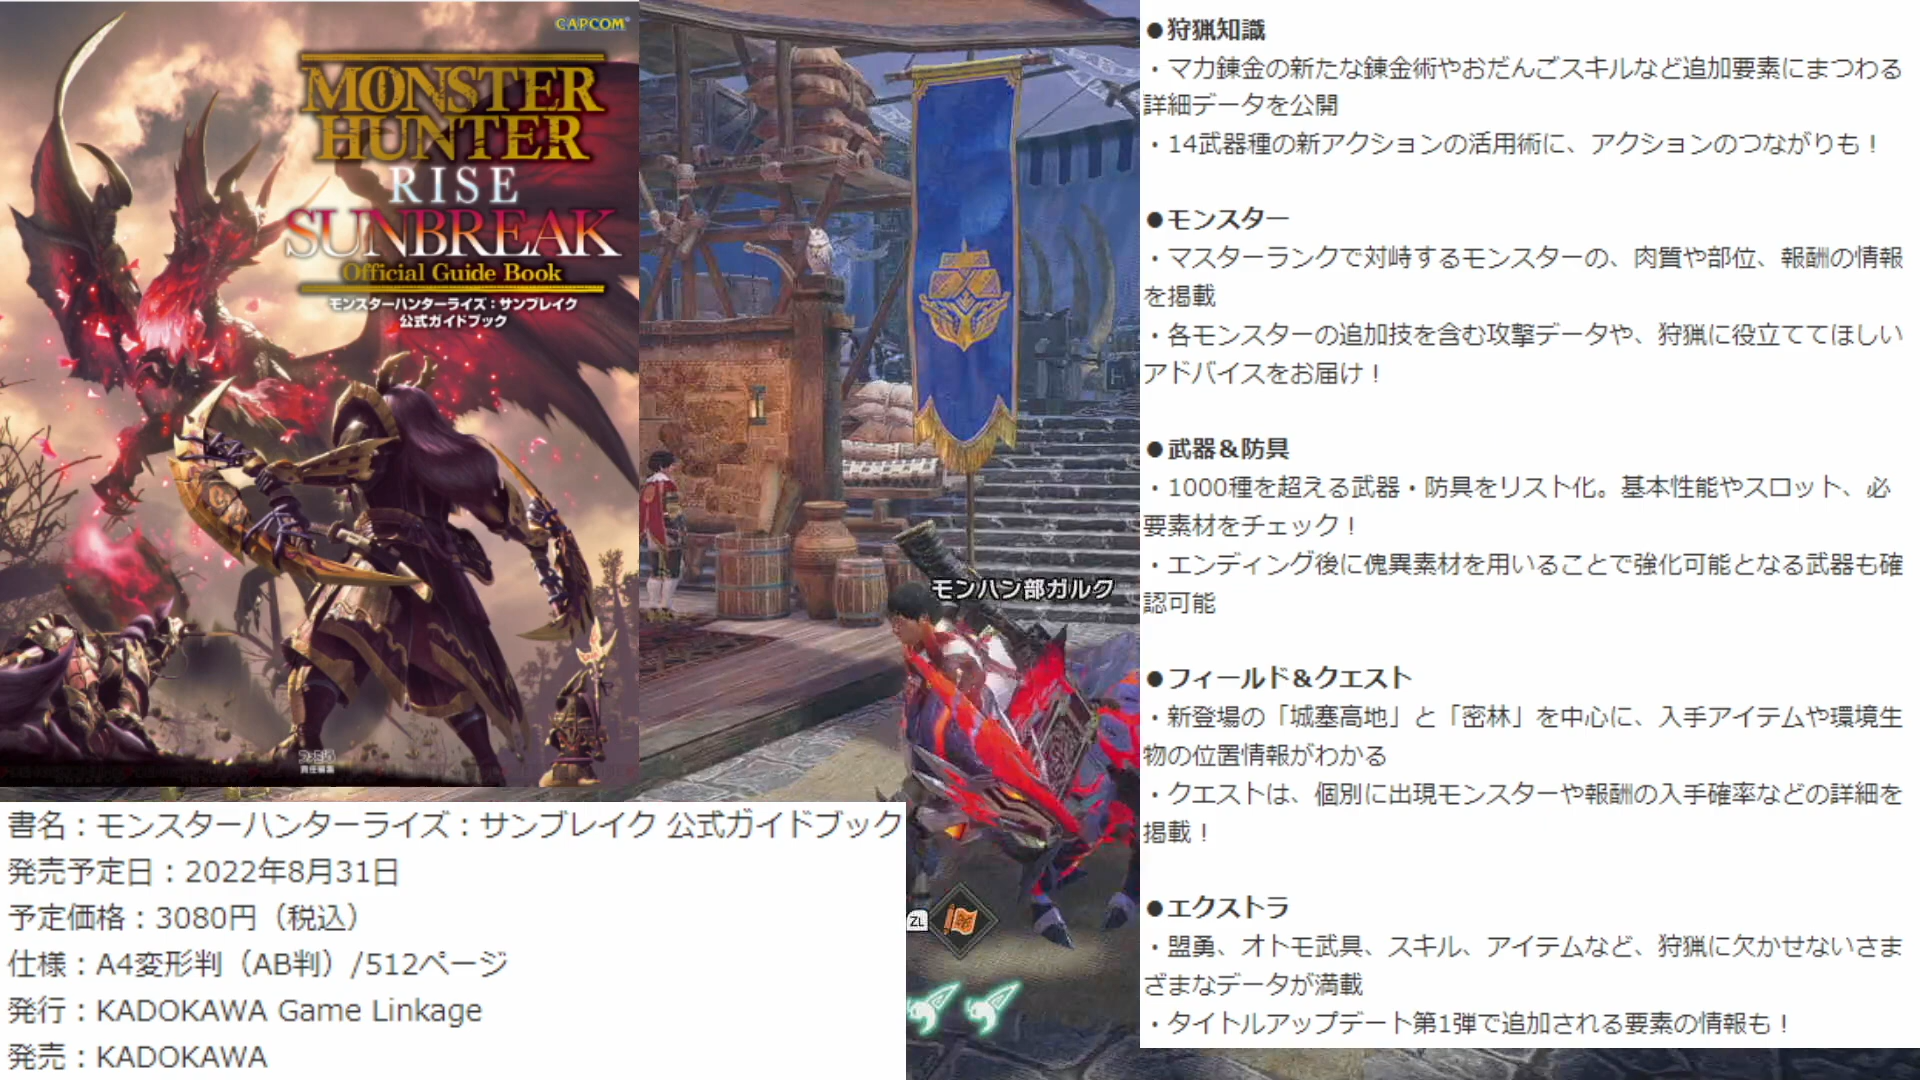 CAPCOM
MONSTER
HUNTER
RISE
SUNBREAK
Official Guide Book
モンスターハンターライズ：サンブレイク
公式ガイドブック
ファミ通
責任編集
書名：モンスターハンターライズ：サンブレイク 公式ガイドブック
発売予定日：2022年8月31日
予定価格：3080円（税込）
仕様：A4変形判（AB判）/512ページ
発行：KADOKAWA Game Linkage
発売：KADOKAWA
モンハン部ガルク
ZL
●狩猟知識
・マカ錬金の新たな錬金術やおだんごスキルなど追加要素にまつわる
詳細データを公開
・14武器種の新アクションの活用術に、アクションのつながりも！
●モンスター
・マスターランクで対峙するモンスターの、肉質や部位、報酬の情報
を掲載
・各モンスターの追加技を含む攻撃データや、狩猟に役立ててほしい
アドバイスをお届け！
●武器＆防具
・1000種を超える武器・防具をリスト化。基本性能やスロット、必
要素材をチェック！
・エンディング後に傀異素材を用いることで強化可能となる武器も確
認可能
●フィールド＆クエスト
・新登場の「城塞高地」と「密林」を中心に、入手アイテムや環境生
物の位置情報がわかる
・クエストは、個別に出現モンスターや報酬の入手確率などの詳細を
掲載！
●エクストラ
・盟勇、オトモ武具、スキル、アイテムなど、狩猟に欠かせないさま
ざまなデータが満載
・タイトルアップデート第1弾で追加される要素の情報も！